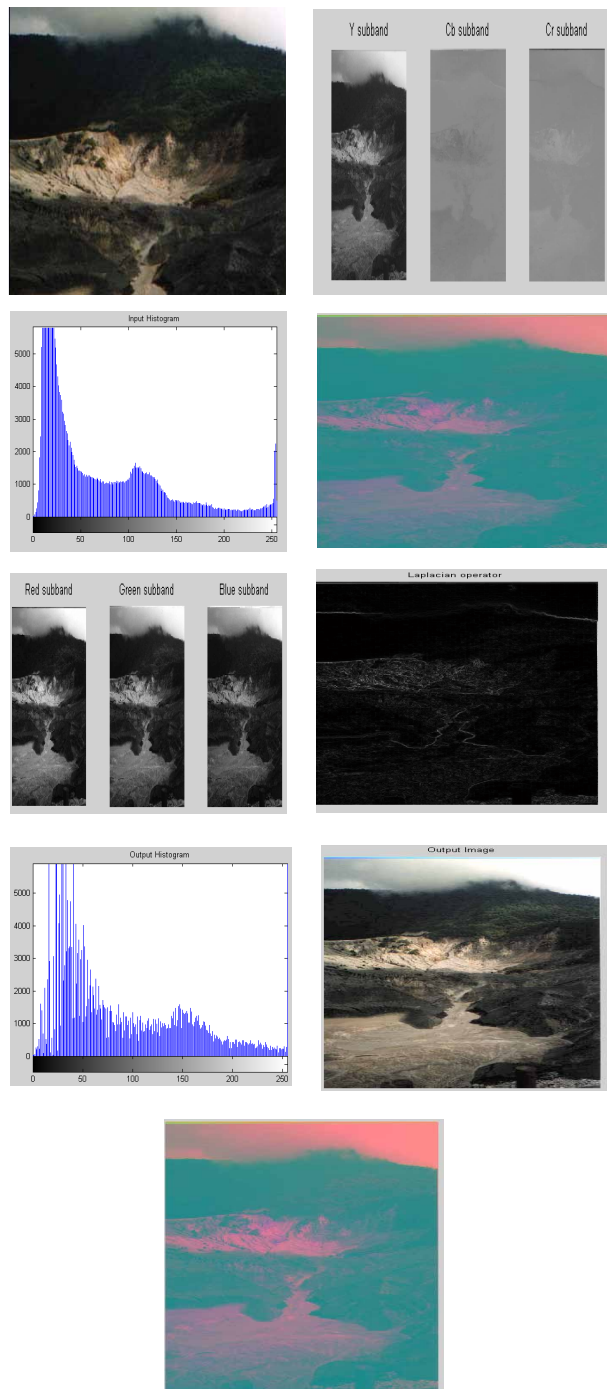 Y subband Cb subband Cr subband
Input Histogram
5000
4000
3000
2000
1000
0
0 50 100 150 200 250
Red subband Green subband Blue subband
Laplacian operator
Output Histogram
5000
4000
3000
2000
1000
0
0 50 100 150 200 250
Output Image